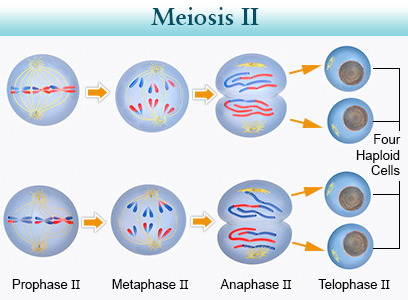 Meiosis II
Four
Haploid
Cells
Prophase II
Metaphase II
Anaphase II
Telophase II